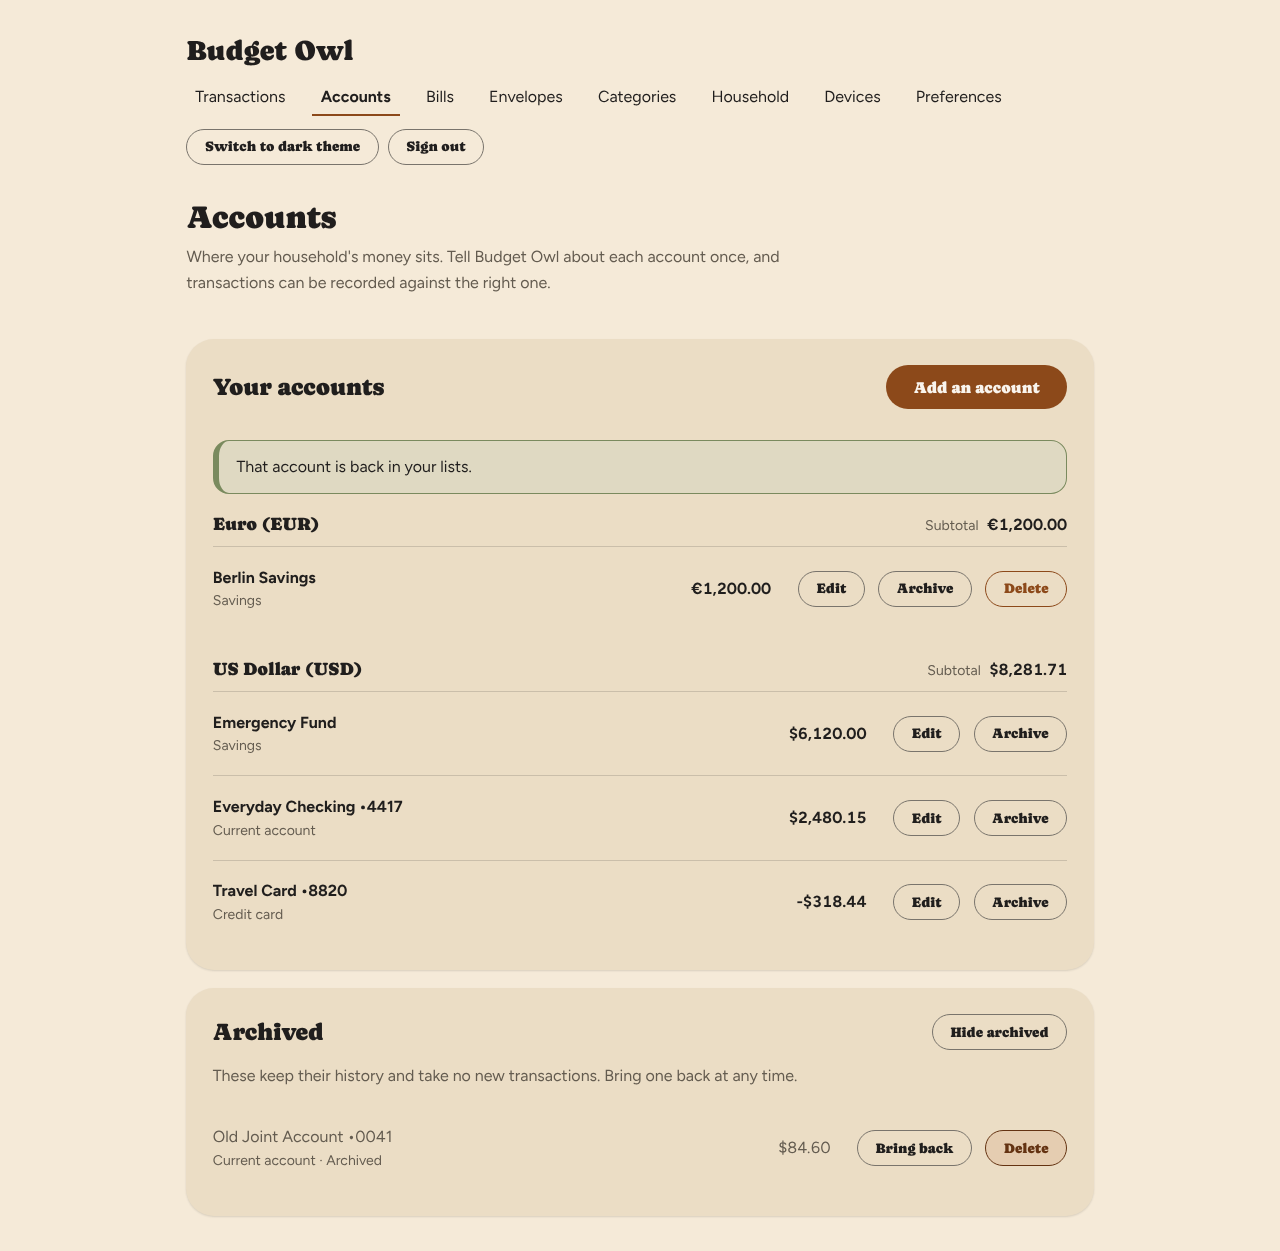 Budget Owl
Transactions Accounts Bills Envelopes Categories Household Devices Preferences
Switch to dark theme Sign out
Accounts
Where your household's money sits. Tell Budget Owl about each account once, and
transactions can be recorded against the right one.
Your accounts Add an account
That account is back in your lists.
Euro (EUR) Subtotal €1,200.00
Berlin Savings
Savings
€1,200.00 Edit Archive Delete
US Dollar (USD) Subtotal $8,281.71
Emergency Fund
Savings
$6,120.00 Edit Archive
Everyday Checking •4417
Current account
$2,480.15 Edit Archive
Travel Card •8820
Credit card
-$318.44 Edit Archive
Archived Hide archived
These keep their history and take no new transactions. Bring one back at any time.
Old Joint Account •0041
Current account · Archived
$84.60 Bring back Delete